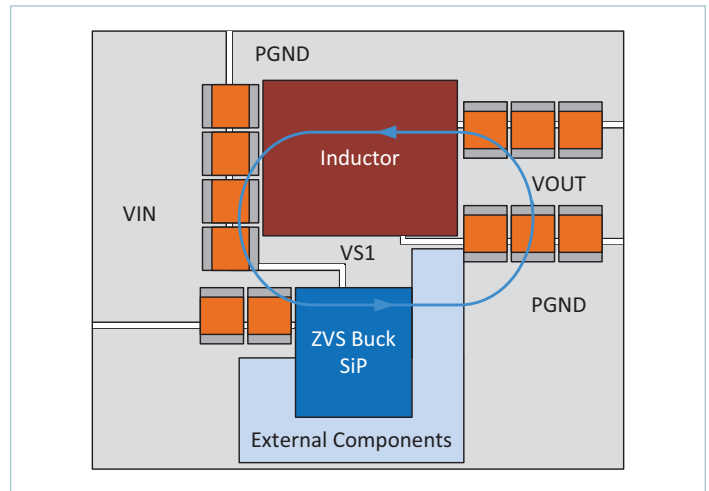 PGND
Inductor
VIN
VOUT
VS1
PGND
ZVS Buck
SiP
External Components